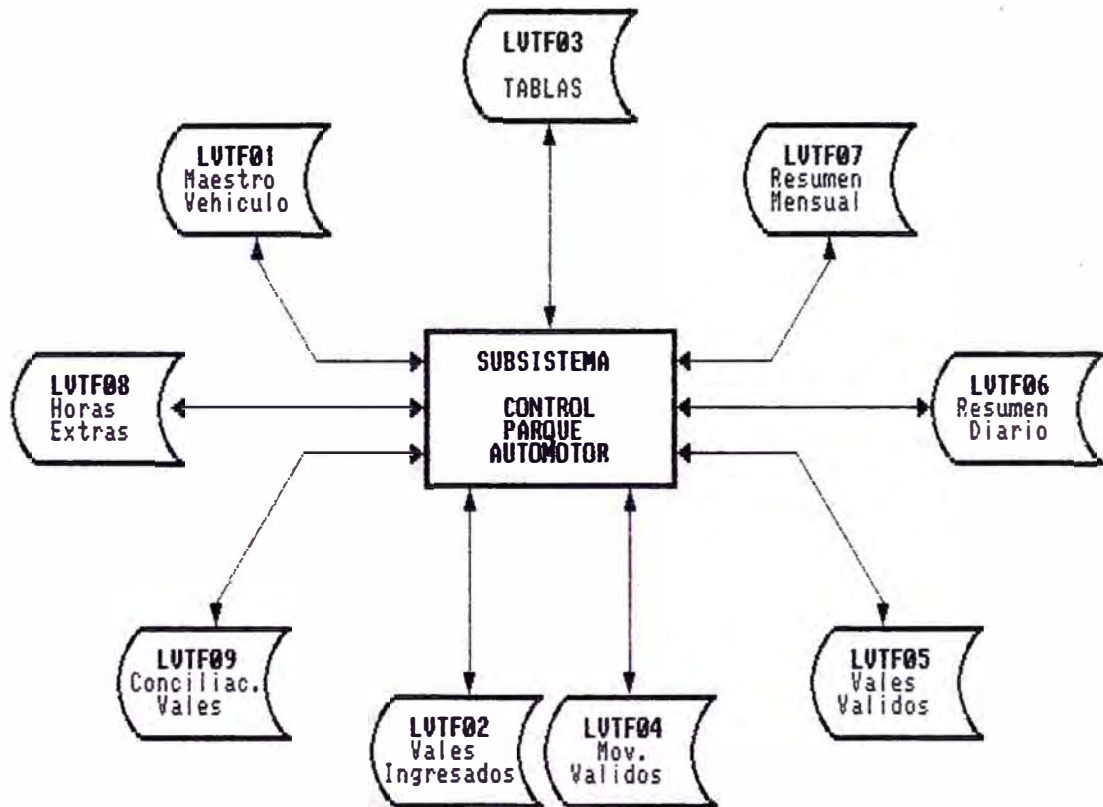 LVTF03
TABLAS
LVTF01
Maestro
Vehiculo
LVTF07
Resumen
Mensual
SUBSISTEMA
CONTROL
PARQUE
AUTOMOTOR
LVTF08
Horas
Extras
LVTF06
Resumen
Diario
LVTF09
Conciliac.
Vales
LVTF05
Vales
Validos
LVTF02
Vales
Ingresados
LVTF04
Mov.
Validos